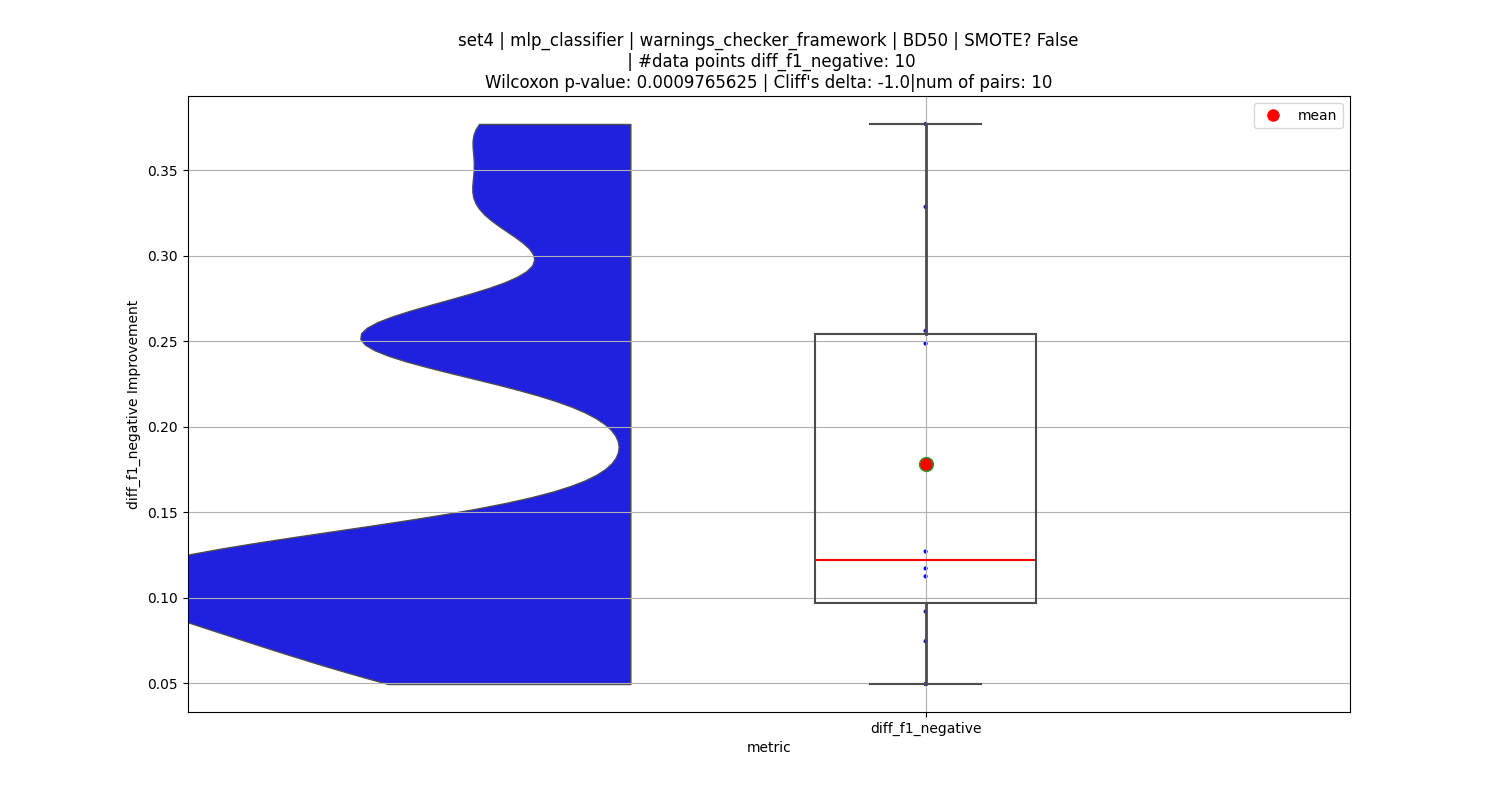 set4 | mlp_classifier | warnings_checker_framework | BD50 | SMOTE? False
| #data points diff_f1_negative: 10
Wilcoxon p-value: 0.0009765625 | Cliff's delta: -1.0|num of pairs: 10
mean
0.35
0.30
0.25
0.20
0.15
0.10
0.05
diff_f1_negative Improvement
diff_f1_negative
metric